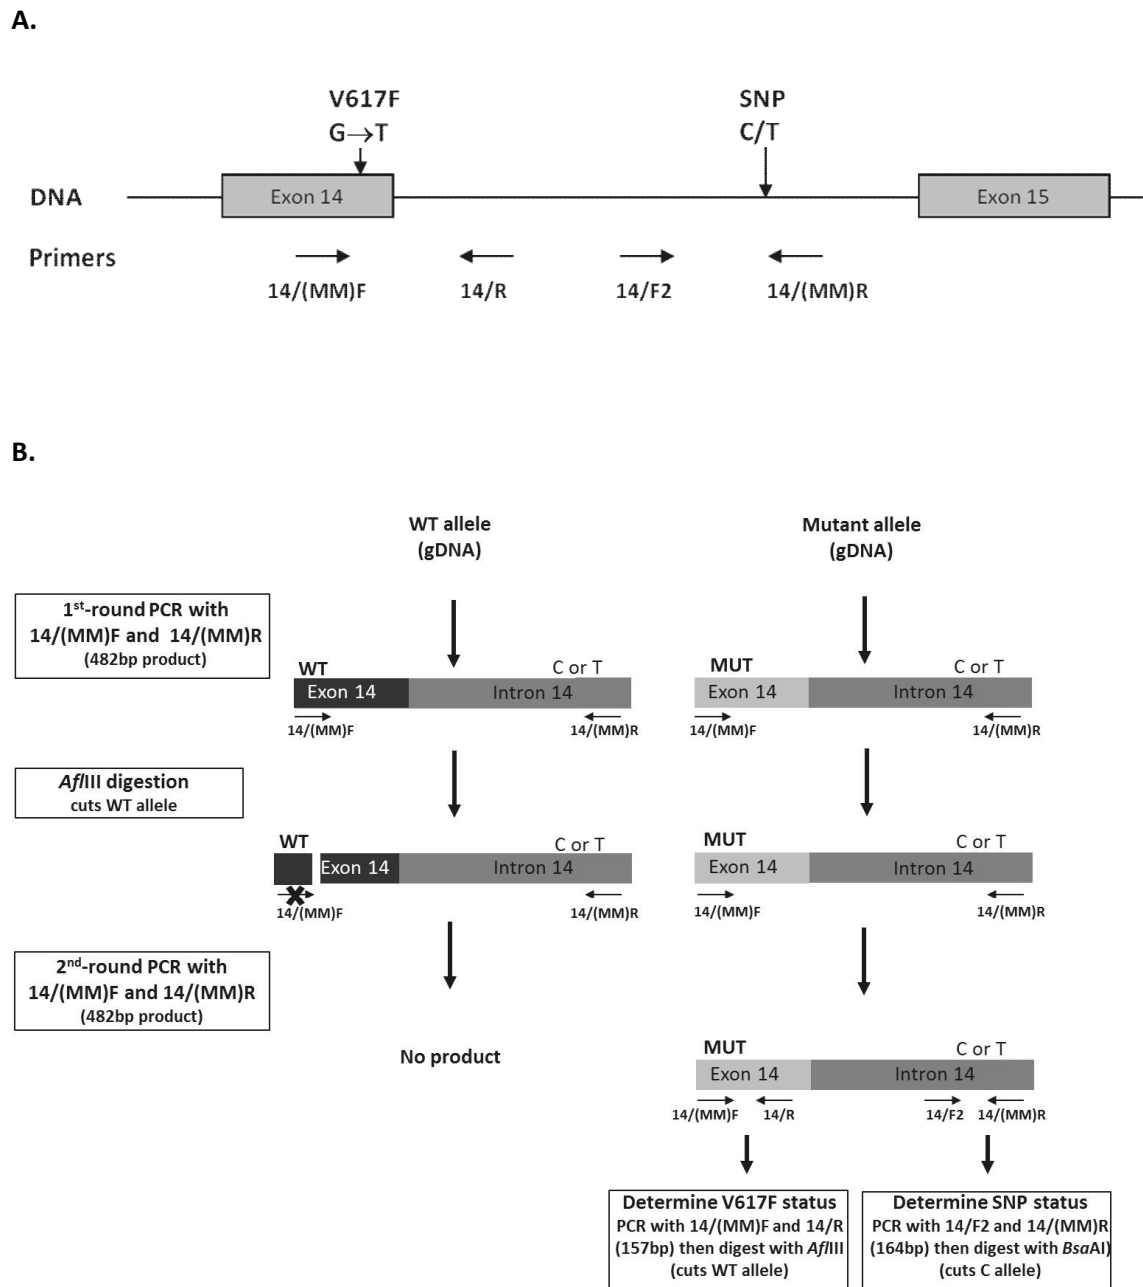 A.
V617F
G→T
SNP
C/T
DNA
Exon 14
Exon 15
Primers
14/(MM)F
14/R
14/F2
14/(MM)R
B.
WT allele
(gDNA)
Mutant allele
(gDNA)
1st-round PCR with
14/(MM)F and 14/(MM)R
(482bp product)
WT
C or T
Exon 14
Intron 14
14/(MM)F
14/(MM)R
MUT
C or T
Exon 14
Intron 14
14/(MM)F
14/(MM)R
AflIII digestion
cuts WT allele
WT
C or T
Exon 14
Intron 14
14/(MM)F
14/(MM)R
MUT
C or T
Exon 14
Intron 14
14/(MM)F
14/(MM)R
2nd-round PCR with
14/(MM)F and 14/(MM)R
(482bp product)
No product
MUT
C or T
Exon 14
Intron 14
14/(MM)F
14/R
14/F2
14/(MM)R
Determine V617F status
PCR with 14/(MM)F and 14/R
(157bp) then digest with AflIII
(cuts WT allele)
Determine SNP status
PCR with 14/F2 and 14/(MM)R
(164bp) then digest with BsaAI)
(cuts C allele)